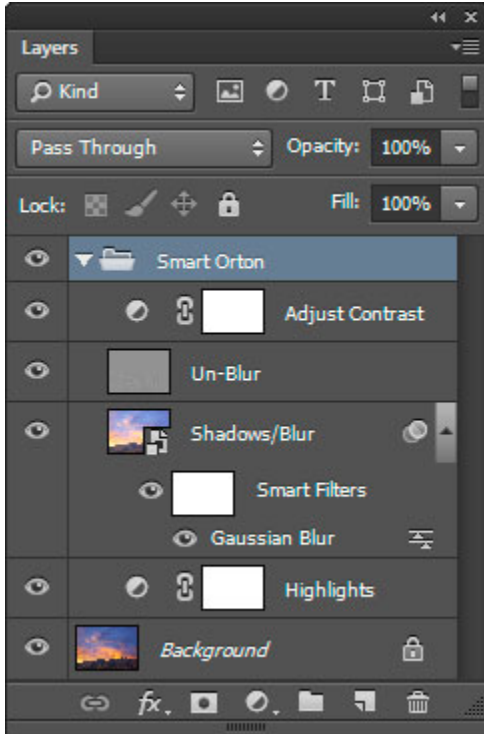 Layers
Kind
Pass Through Opacity: 100%
Lock: Fill: 100%
Smart Orton
Adjust Contrast
Un-Blur
Shadows/Blur
Smart Filters
Gaussian Blur
Highlights
Background
fx.